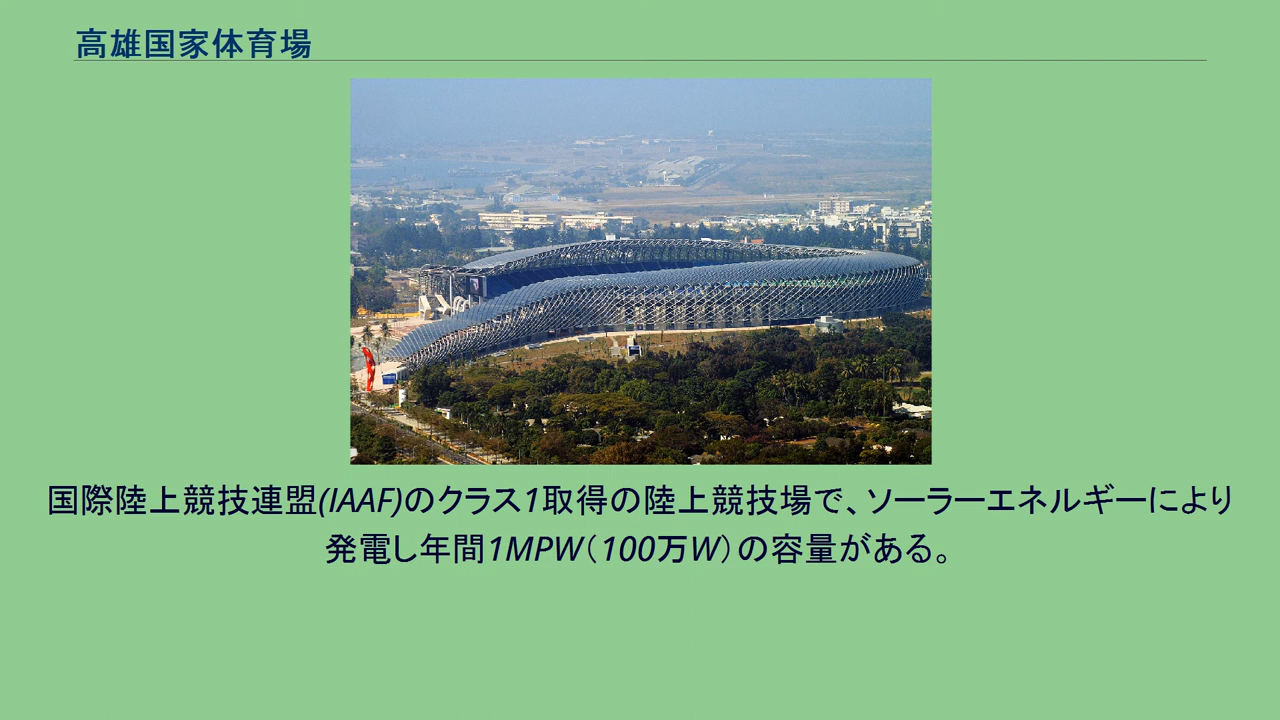 高雄国家体育場
国際陸上競技連盟(IAAF)のクラス1取得の陸上競技場で、ソーラーエネルギーにより
発電し年間1MPW（100万W）の容量がある。